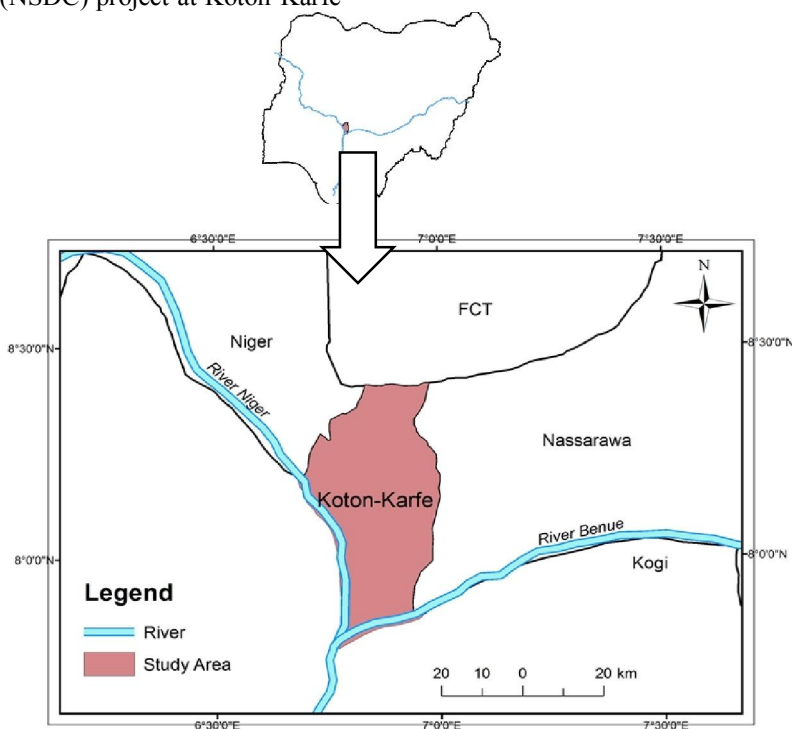 (NSDC) project at Koton-Karfe
6°30'0"E 7°0'0"E 7°30'0"E
N
FCT
Niger
8°30'0"N 8°30'0"N
River Niger
Nassarawa
Koton-Karfe
River Benue
Kogi
8°0'0"N 8°0'0"N
Legend
River
Study Area
20 10 0 20 km
6°30'0"E 7°0'0"E 7°30'0"E